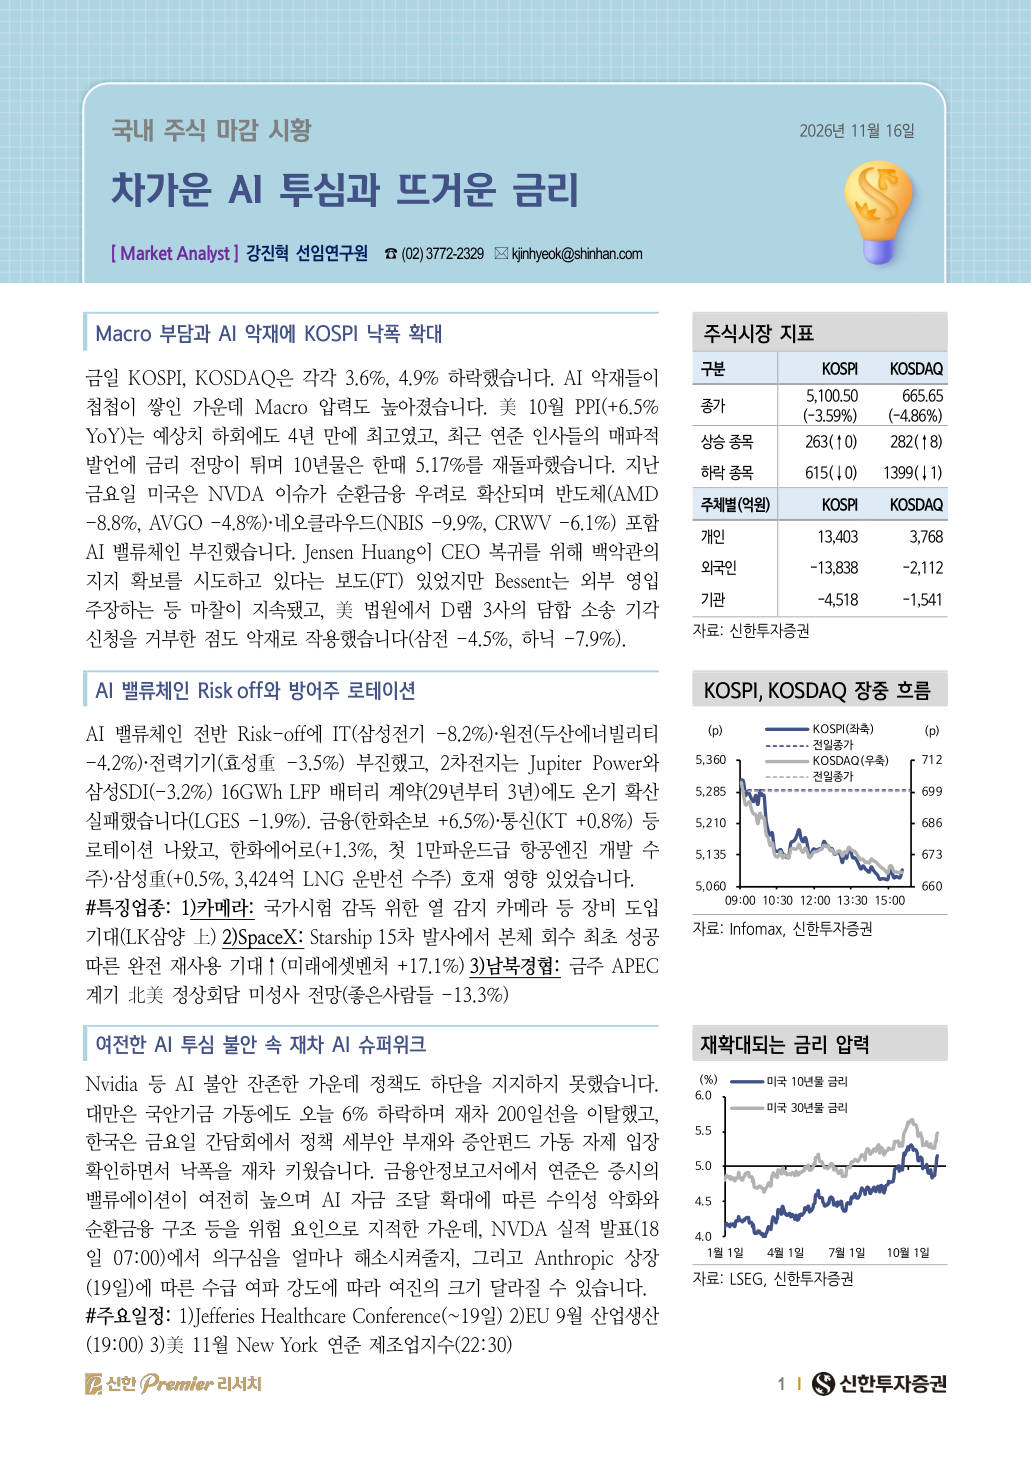 국내 주식 마감 시황
2026년 11월 16일
차가운 AI 투심과 뜨거운 금리
[ Market Analyst ] 강진혁 선임연구원 ☎ (02) 3772-2329 ✉ kjinhyeok@shinhan.com
Macro 부담과 AI 악재에 KOSPI 낙폭 확대
금일 KOSPI, KOSDAQ은 각각 3.6%, 4.9% 하락했습니다. AI 악재들이
첩첩이 쌓인 가운데 Macro 압력도 높아졌습니다. 美 10월 PPI(+6.5%
YoY)는 예상치 하회에도 4년 만에 최고였고, 최근 연준 인사들의 매파적
발언에 금리 전망이 튀며 10년물은 한때 5.17%를 재돌파했습니다. 지난
금요일 미국은 NVDA 이슈가 순환금융 우려로 확산되며 반도체(AMD
-8.8%, AVGO -4.8%)·네오클라우드(NBIS -9.9%, CRWV -6.1%) 포함
AI 밸류체인 부진했습니다. Jensen Huang이 CEO 복귀를 위해 백악관의
지지 확보를 시도하고 있다는 보도(FT) 있었지만 Bessent는 외부 영입
주장하는 등 마찰이 지속됐고, 美 법원에서 D램 3사의 담합 소송 기각
신청을 거부한 점도 악재로 작용했습니다(삼전 -4.5%, 하닉 -7.9%).
AI 밸류체인 Risk off와 방어주 로테이션
AI 밸류체인 전반 Risk-off에 IT(삼성전기 -8.2%)·원전(두산에너빌리티
-4.2%)·전력기기(효성重 -3.5%) 부진했고, 2차전지는 Jupiter Power와
삼성SDI(-3.2%) 16GWh LFP 배터리 계약(29년부터 3년)에도 온기 확산
실패했습니다(LGES -1.9%). 금융(한화손보 +6.5%)·통신(KT +0.8%) 등
로테이션 나왔고, 한화에어로(+1.3%, 첫 1만파운드급 항공엔진 개발 수
주)·삼성重(+0.5%, 3,424억 LNG 운반선 수주) 호재 영향 있었습니다.
#특징업종: 1)카메라: 국가시험 감독 위한 열 감지 카메라 등 장비 도입
기대(LK삼양 上) 2)SpaceX: Starship 15차 발사에서 본체 회수 최초 성공
따른 완전 재사용 기대↑(미래에셋벤처 +17.1%) 3)남북경협: 금주 APEC
계기 北美 정상회담 미성사 전망(좋은사람들 -13.3%)
여전한 AI 투심 불안 속 재차 AI 슈퍼위크
Nvidia 등 AI 불안 잔존한 가운데 정책도 하단을 지지하지 못했습니다.
대만은 국안기금 가동에도 오늘 6% 하락하며 재차 200일선을 이탈했고,
한국은 금요일 간담회에서 정책 세부안 부재와 증안펀드 가동 자제 입장
확인하면서 낙폭을 재차 키웠습니다. 금융안정보고서에서 연준은 증시의
밸류에이션이 여전히 높으며 AI 자금 조달 확대에 따른 수익성 악화와
순환금융 구조 등을 위험 요인으로 지적한 가운데, NVDA 실적 발표(18
일 07:00)에서 의구심을 얼마나 해소시켜줄지, 그리고 Anthropic 상장
(19일)에 따른 수급 여파 강도에 따라 여진의 크기 달라질 수 있습니다.
#주요일정: 1)Jefferies Healthcare Conference(~19일) 2)EU 9월 산업생산
(19:00) 3)美 11월 New York 연준 제조업지수(22:30)
주식시장 지표
구분 KOSPI KOSDAQ
종가 5,100.50 665.65
(-3.59%) (-4.86%)
상승 종목 263(↑0) 282(↑8)
하락 종목 615(↓0) 1399(↓1)
주체별(억원) KOSPI KOSDAQ
개인 13,403 3,768
외국인 -13,838 -2,112
기관 -4,518 -1,541
자료: 신한투자증권
KOSPI, KOSDAQ 장중 흐름
(p) KOSPI(좌축) (p)
전일종가
5,360 KOSDAQ(우축) 712
전일종가
5,285 699
5,210 686
5,135 673
5,060 660
09:00 10:30 12:00 13:30 15:00
자료: Infomax, 신한투자증권
재확대되는 금리 압력
(%) 미국 10년물 금리
6.0
미국 30년물 금리
5.5
5.0
4.5
4.0
1월 1일 4월 1일 7월 1일 10월 1일
자료: LSEG, 신한투자증권
신한 Premier 리서치
1 | 신한투자증권